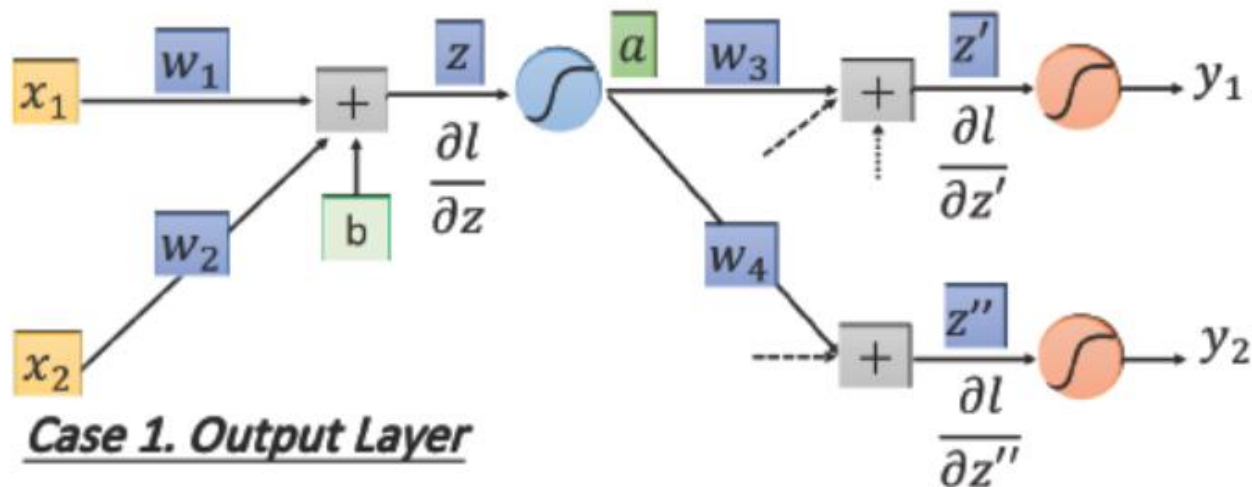 w₁ z a w₃ z′
x₁ + + y₁
∂l/∂z ∂l/∂z′
w₂ b w₄
z″
x₂ + y₂
∂l/∂z″
Case 1. Output Layer